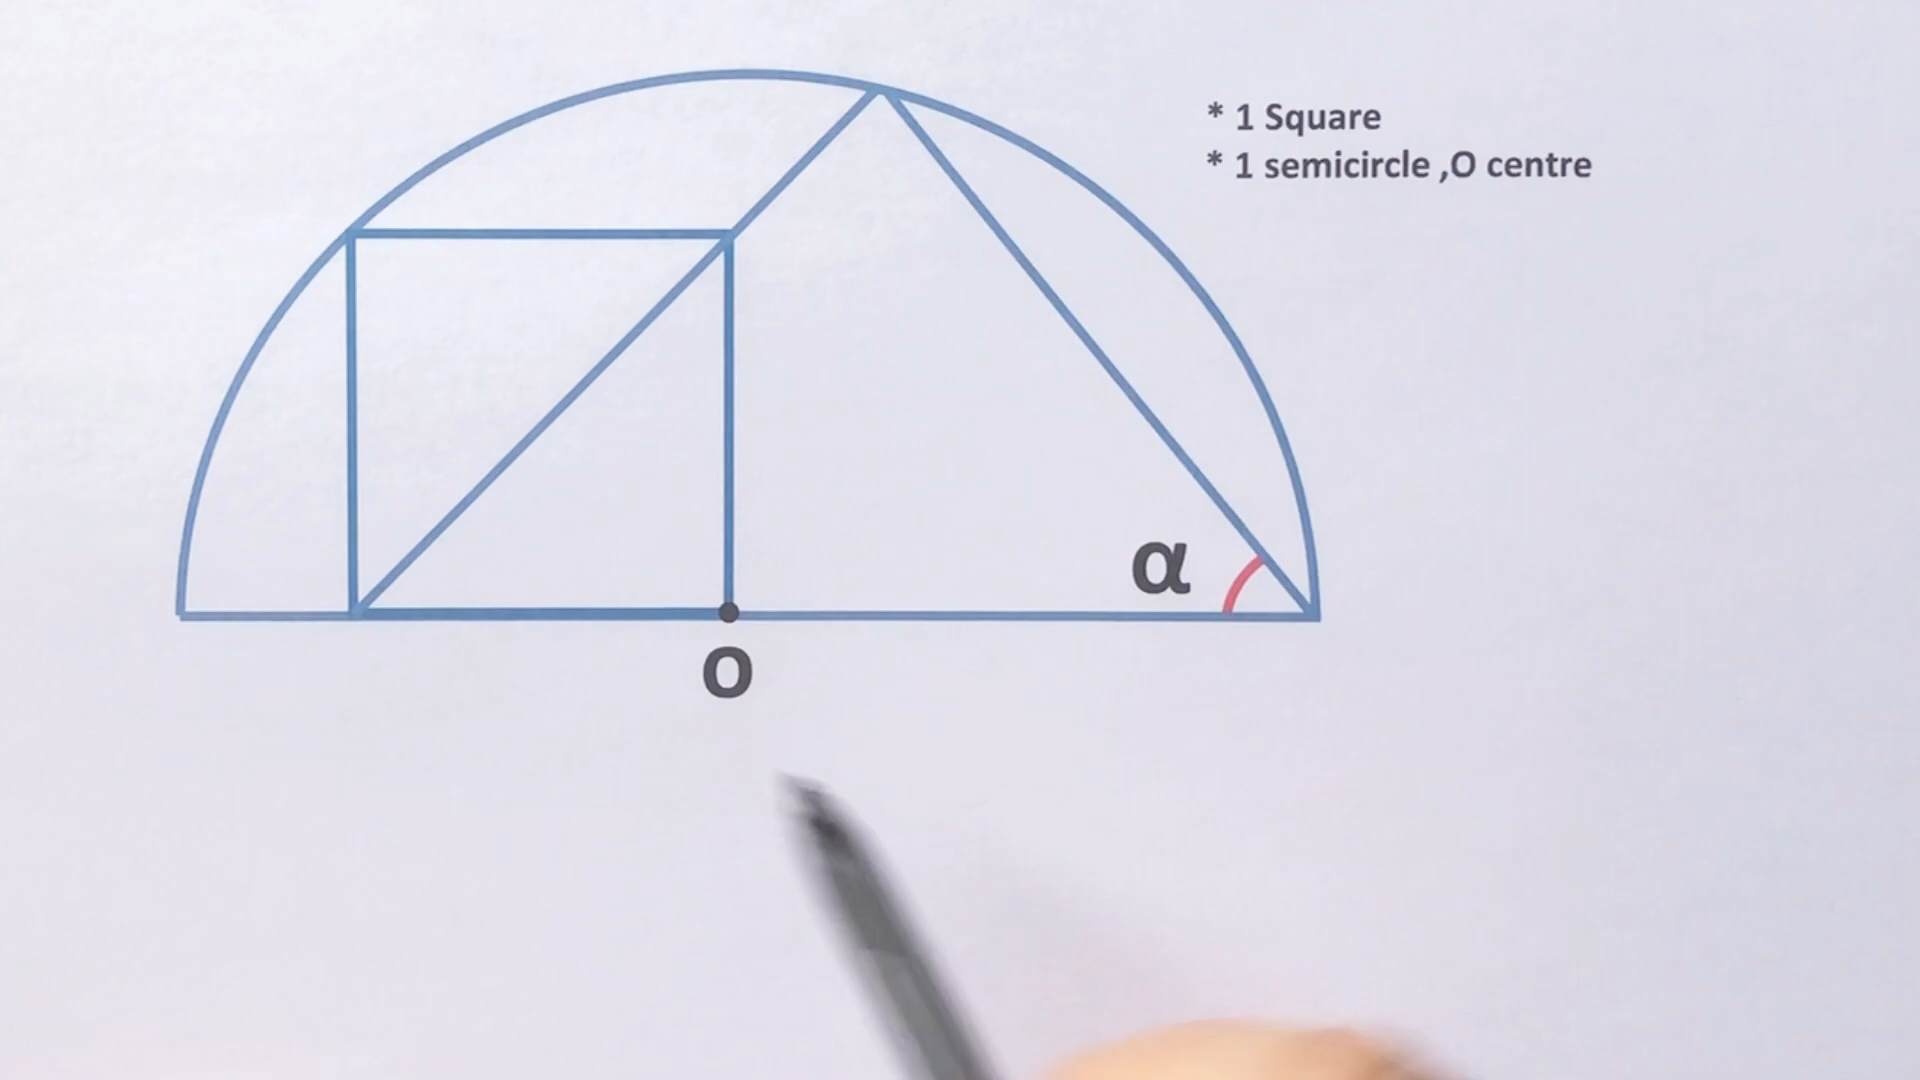 * 1 Square
* 1 semicircle ,O centre
α
O